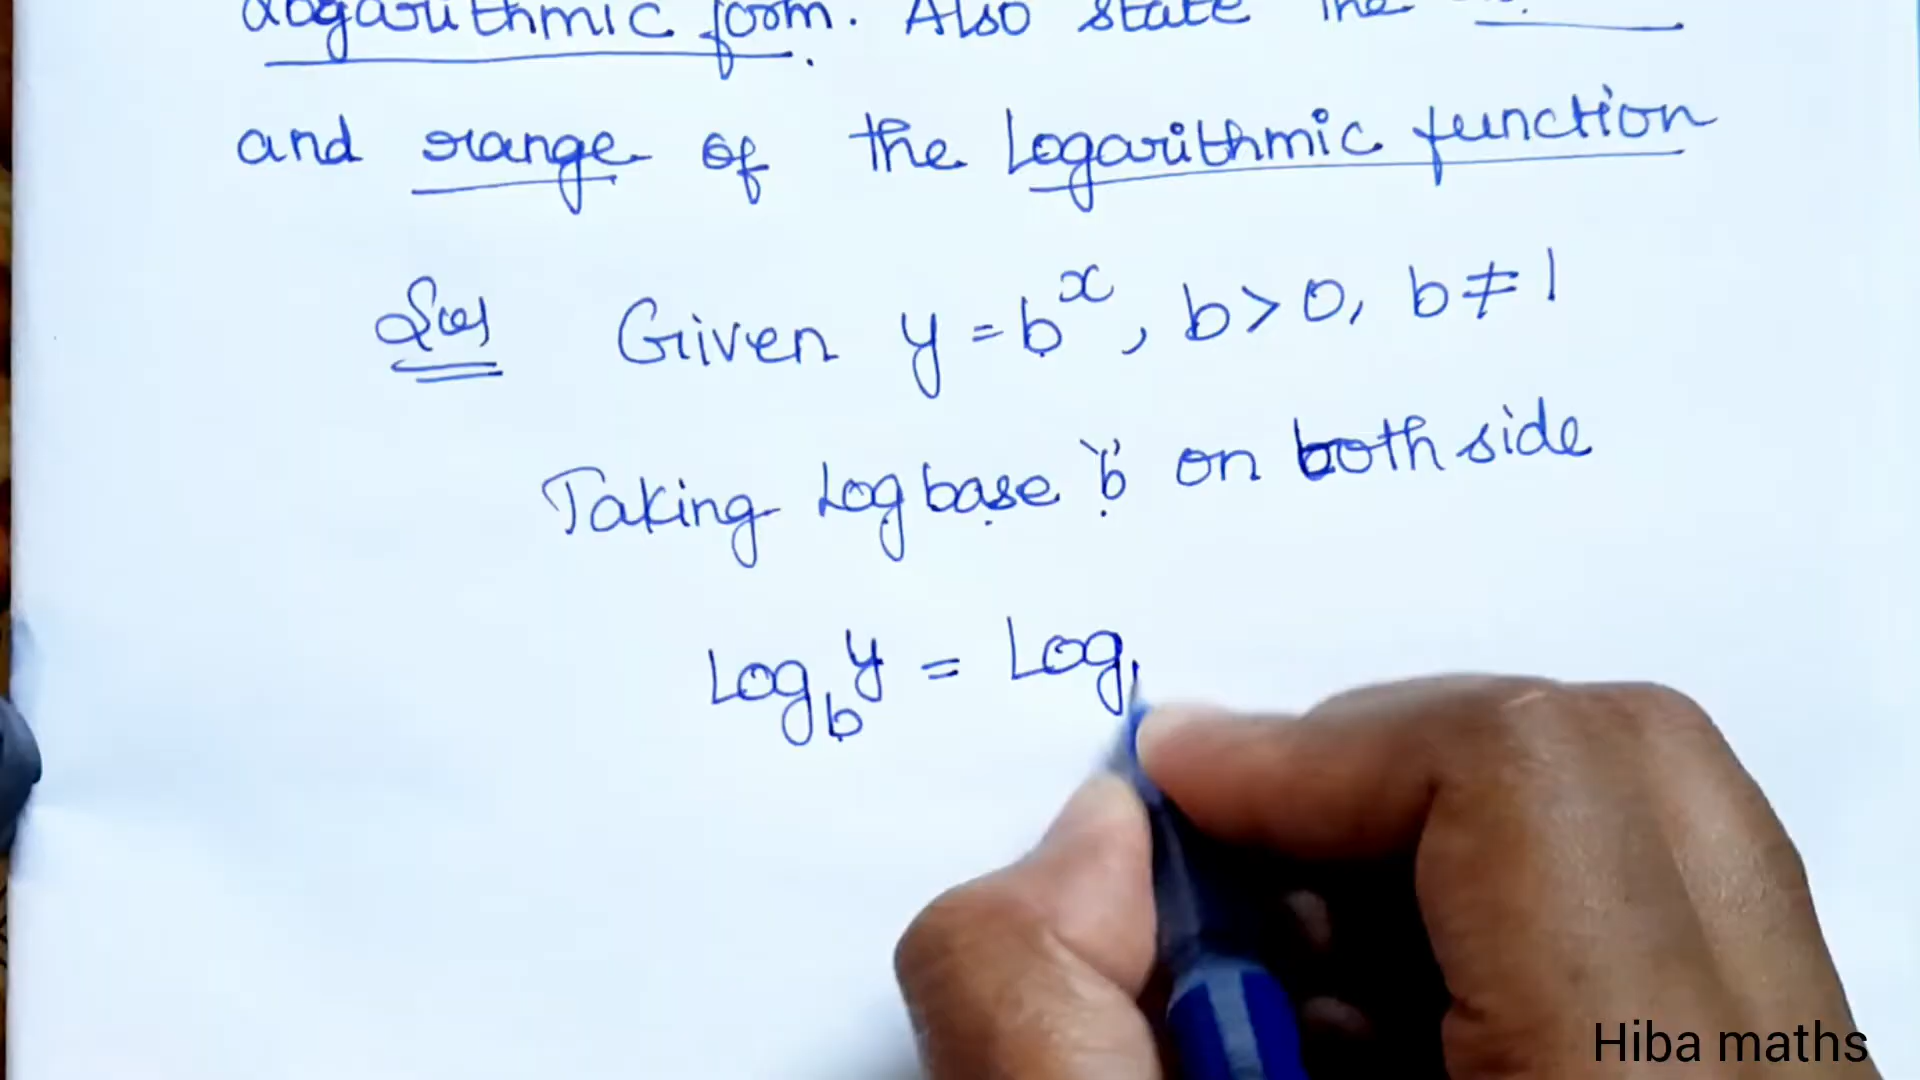 Logarithmic form. Also state the
and range of the Logarithmic function
Sol Given y = b^x, b > 0, b ≠ 1
Taking Log base "b" on both side
Log_b y = Log
Hiba maths